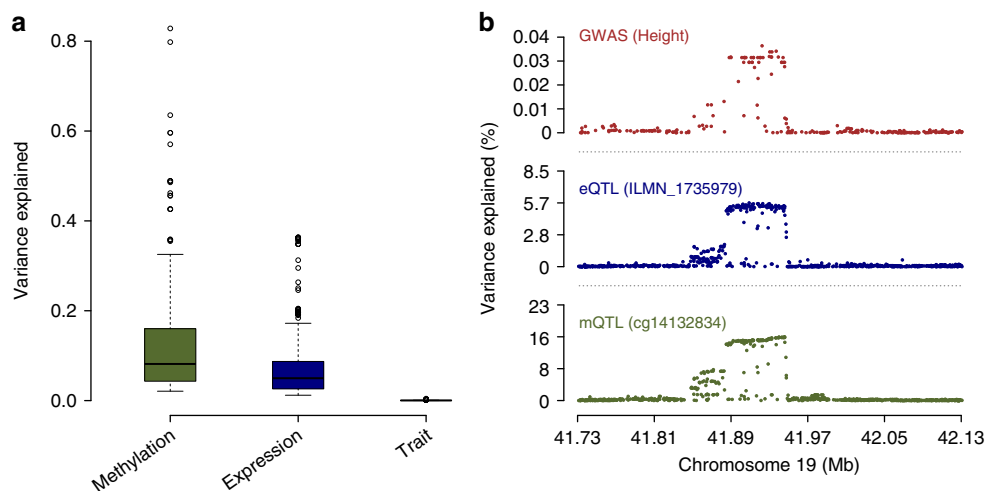 a
Variance explained
0.8
0.6
0.4
0.2
0.0
Methylation
Expression
Trait
b
Variance explained (%)
GWAS (Height)
0.04
0.03
0.01
0.01
0
eQTL (ILMN_1735979)
8.5
5.7
2.8
0
mQTL (cg14132834)
23
16
8
0
41.73 41.81 41.89 41.97 42.05 42.13
Chromosome 19 (Mb)